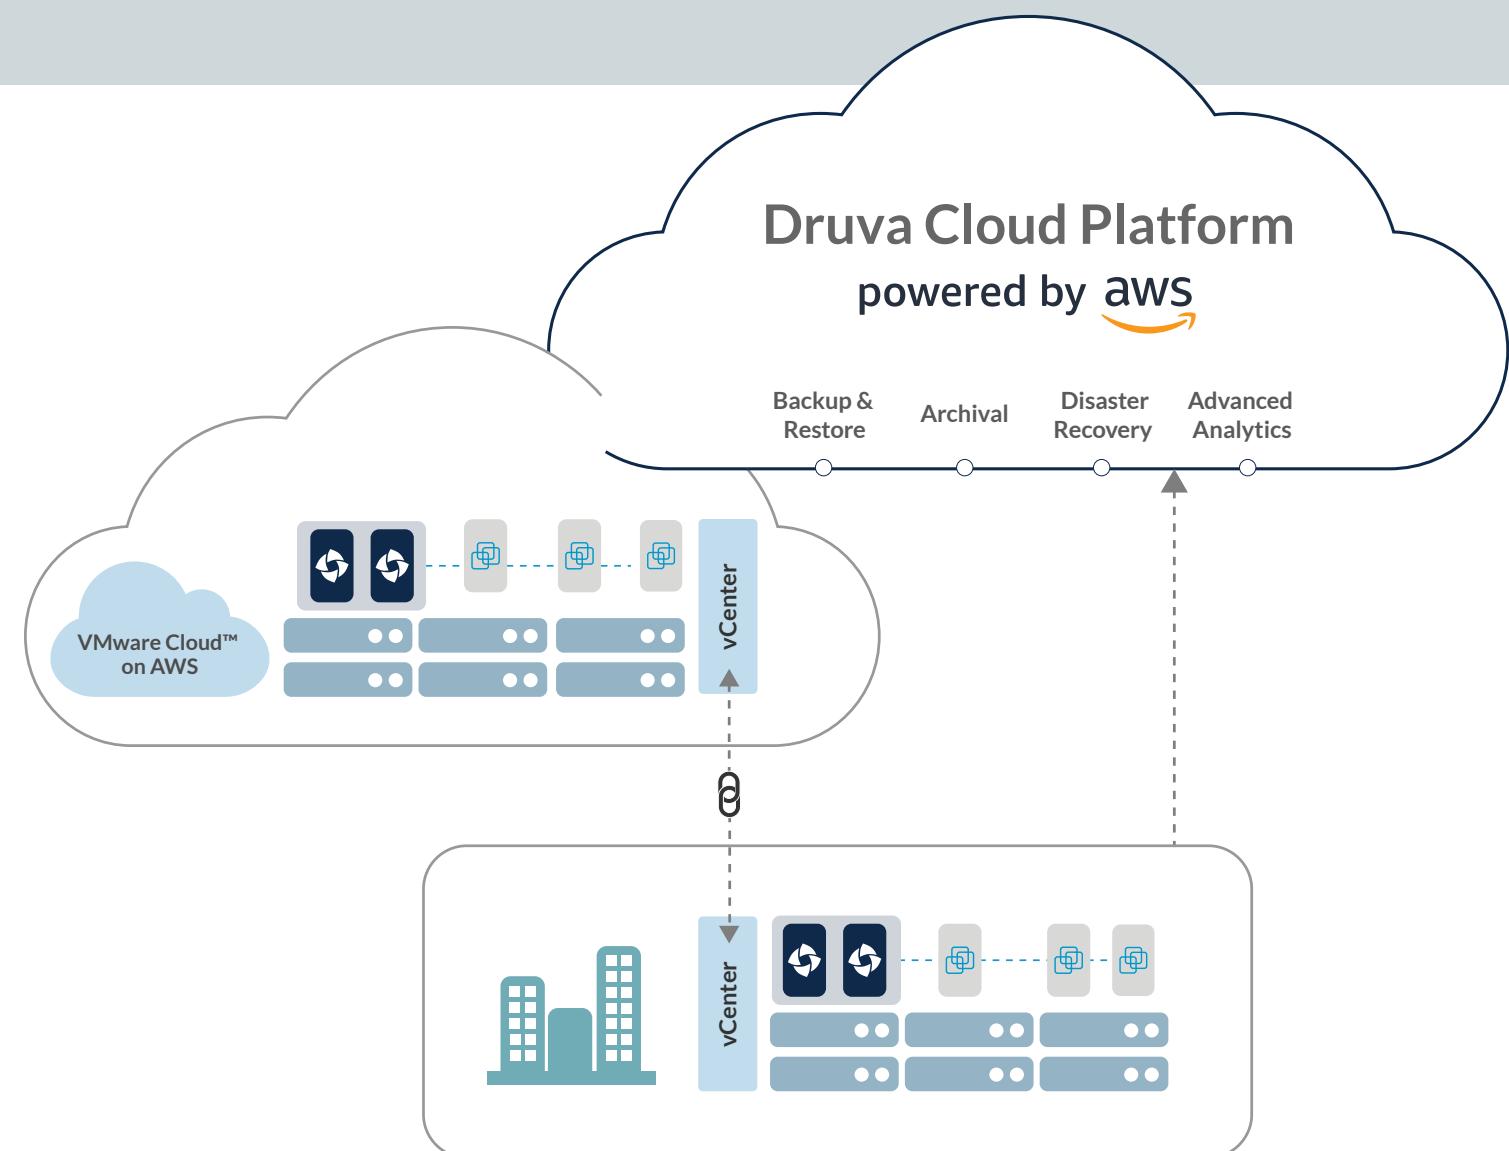 Druva Cloud Platform
powered by aws
Backup &
Restore
Archival
Disaster
Recovery
Advanced
Analytics
VMware Cloud™
on AWS
vCenter
vCenter